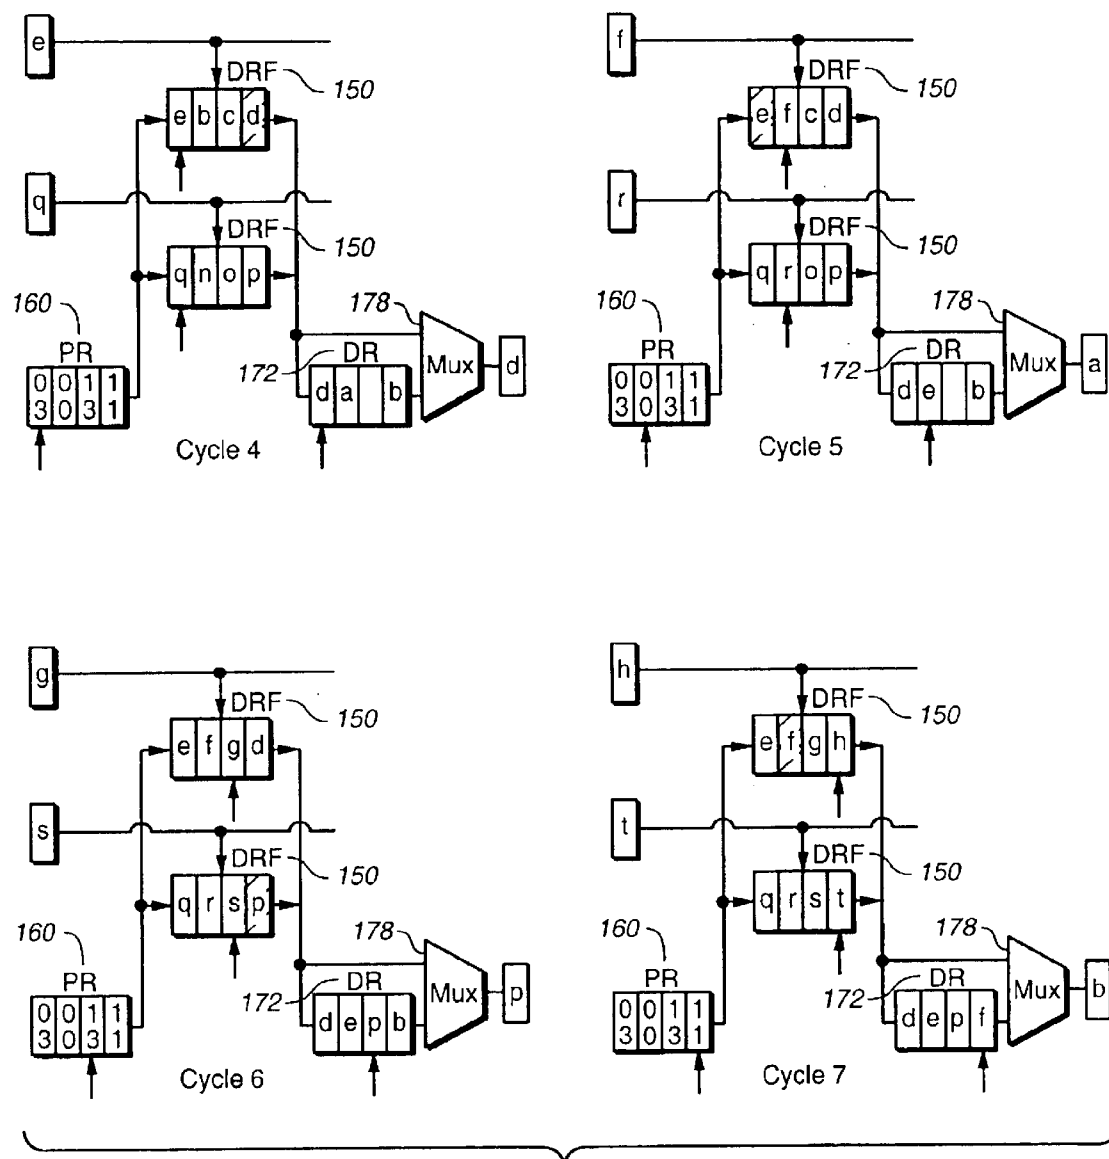 e
DRF 150
e b c d
q
DRF 150
q n o p
160
PR
0 0 1 1
3 0 3 1
178
172 DR
d a b
Mux
d
Cycle 4
f
DRF 150
e f c d
r
DRF 150
q r o p
160
PR
0 0 1 1
3 0 3 1
178
172 DR
d e b
Mux
a
Cycle 5
g
DRF 150
e f g d
s
DRF 150
q r s p
160
PR
0 0 1 1
3 0 3 1
178
172 DR
d e p b
Mux
p
Cycle 6
h
DRF 150
e f g h
t
DRF 150
q r s t
160
PR
0 0 1 1
3 0 3 1
178
172 DR
d e p f
Mux
b
Cycle 7